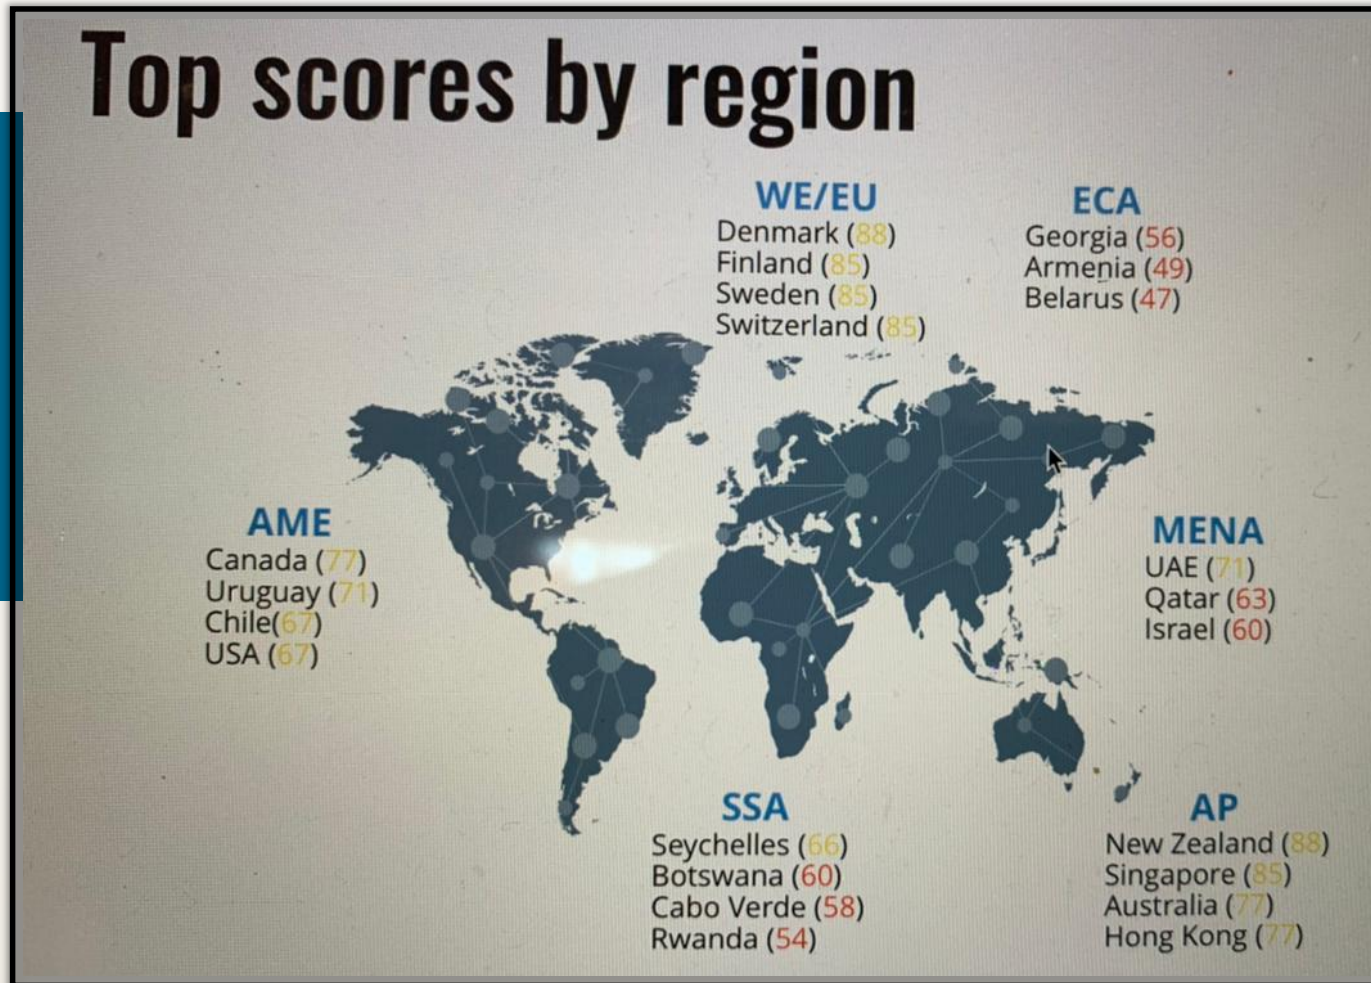 Top scores by region
WE/EU
Denmark (88)
Finland (85)
Sweden (85)
Switzerland (85)
ECA
Georgia (56)
Armenia (49)
Belarus (47)
AME
Canada (77)
Uruguay (71)
Chile(67)
USA (67)
MENA
UAE (71)
Qatar (63)
Israel (60)
SSA
Seychelles (66)
Botswana (60)
Cabo Verde (58)
Rwanda (54)
AP
New Zealand (88)
Singapore (85)
Australia (77)
Hong Kong (77)